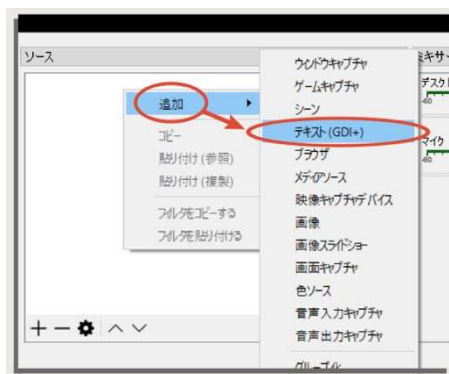 ソース
追加
コピー
貼り付け (参照)
貼り付け (複製)
フィルタをコピーする
フィルタを貼り付ける
ウィンドウキャプチャ
ゲームキャプチャ
シーン
テキスト (GDI+)
ブラウザ
メディアソース
映像キャプチャデバイス
画像
画像スライドショー
画面キャプチャ
色ソース
音声入力キャプチャ
音声出力キャプチャ
グループ化
ミキサー
デスクト
-60
マイク
-60